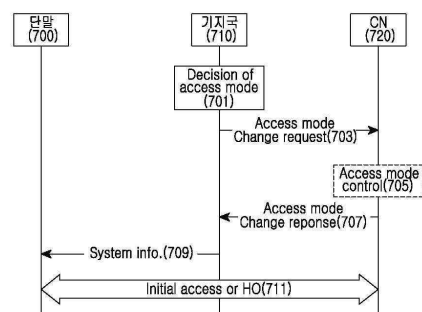 단말
(700)
기지국
(710)
CN
(720)
Decision of
access mode
(701)
Access mode
Change request(703)
Access mode
control(705)
Access mode
Change reponse(707)
System info.(709)
Initial access or HO(711)